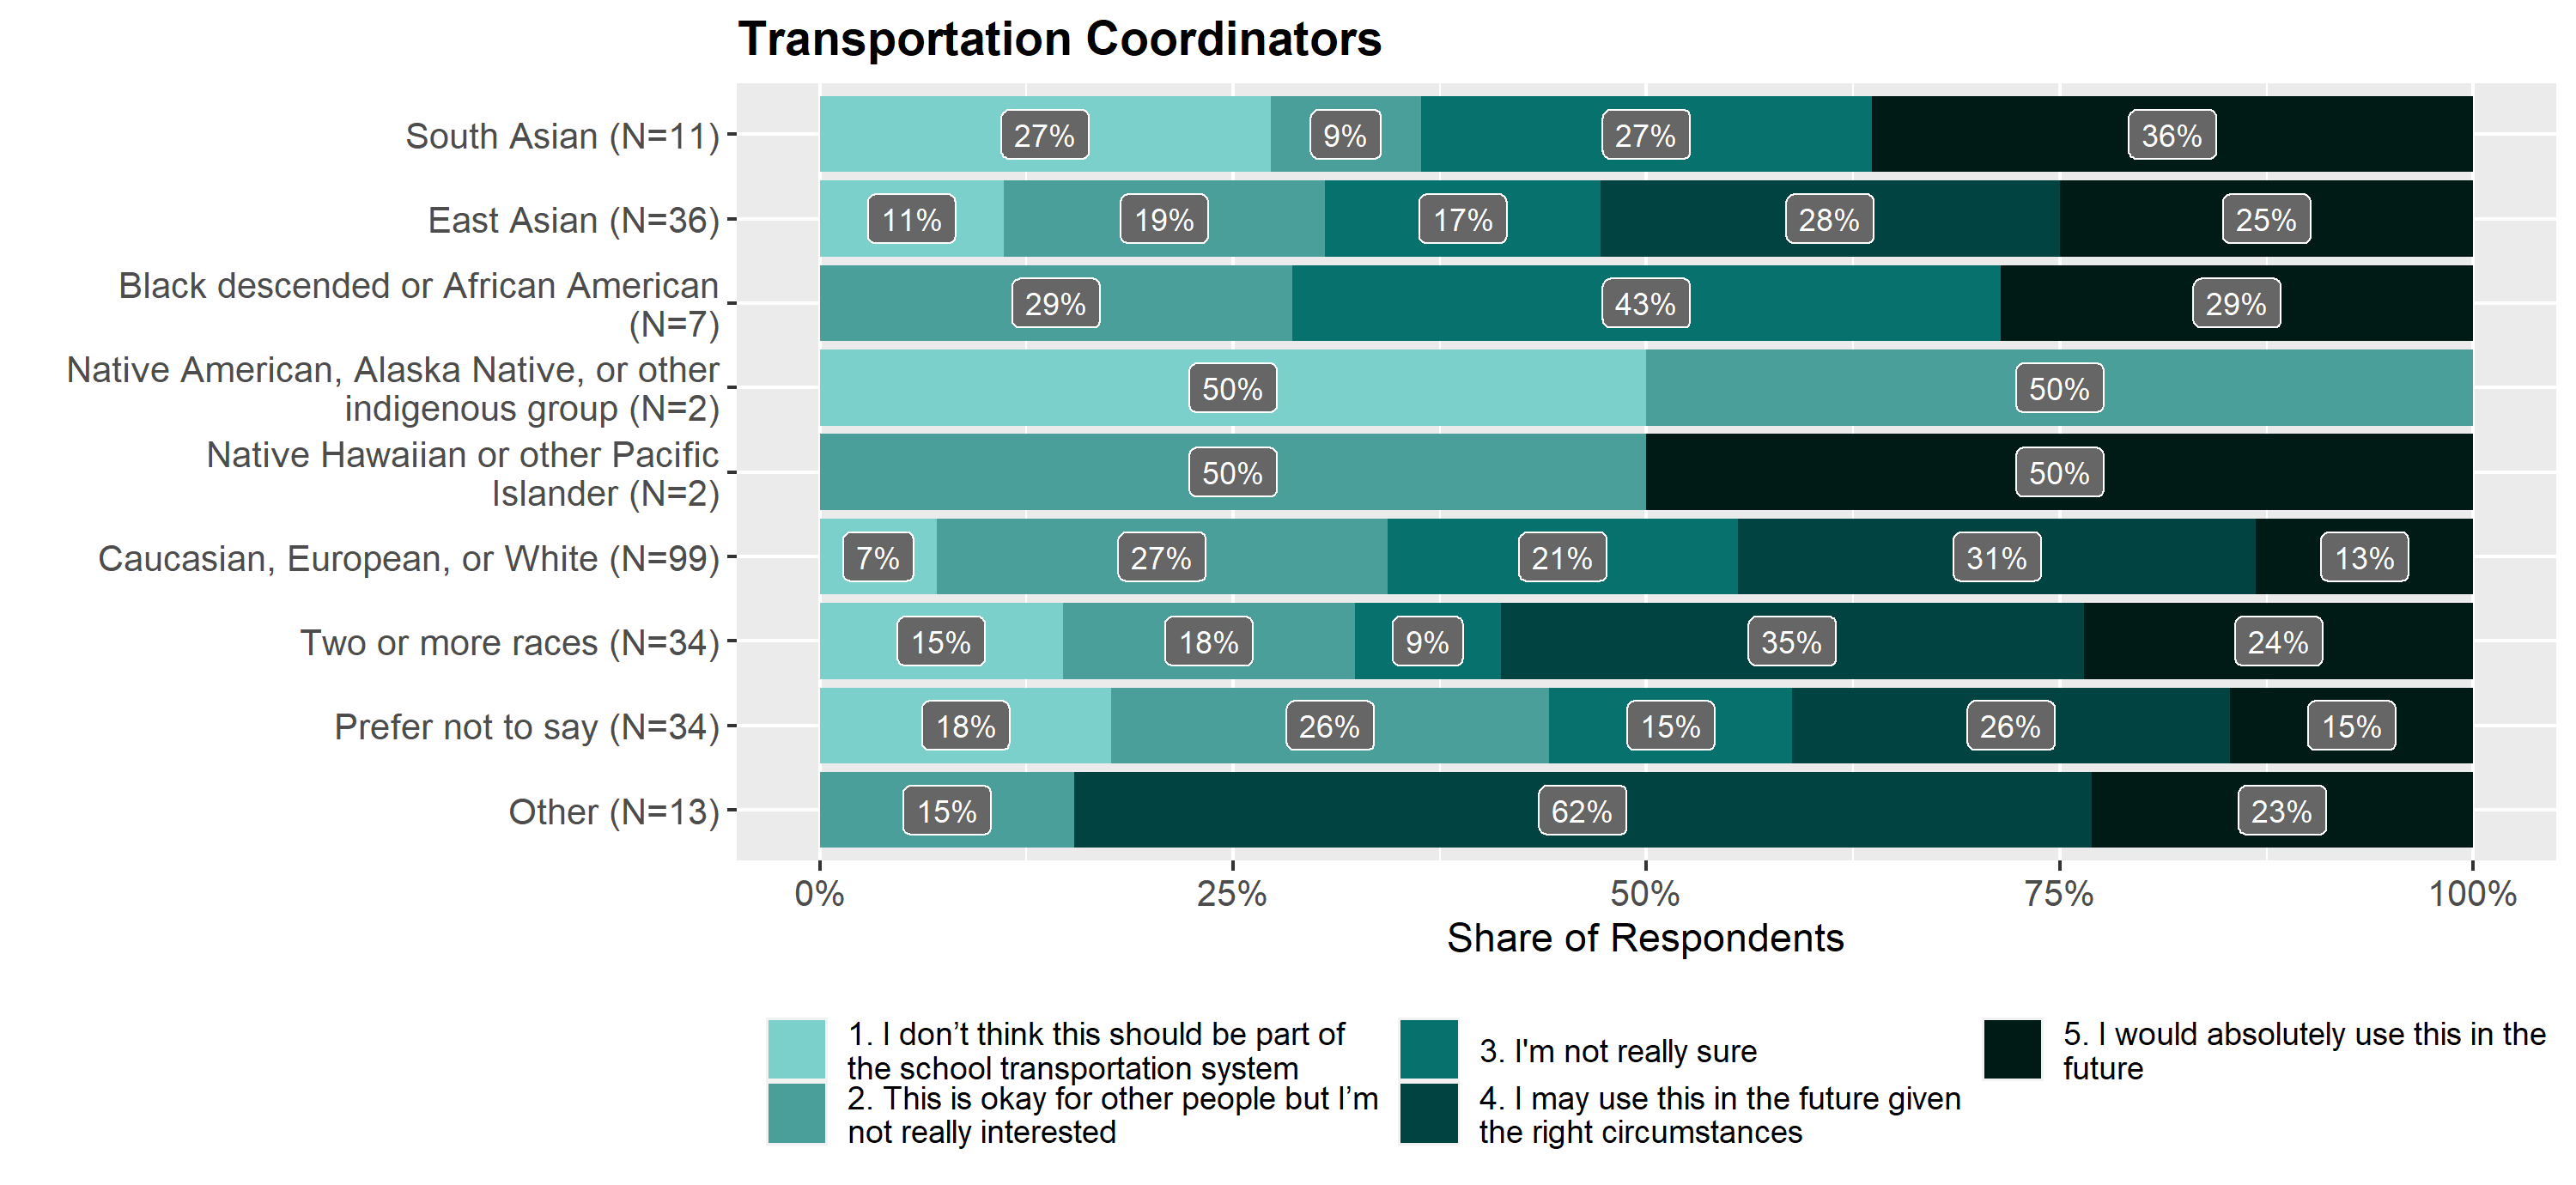 Transportation Coordinators
South Asian (N=11)
27%
9%
27%
36%
East Asian (N=36)
11%
19%
17%
28%
25%
Black descended or African American
(N=7)
29%
43%
29%
Native American, Alaska Native, or other
indigenous group (N=2)
50%
50%
Native Hawaiian or other Pacific
Islander (N=2)
50%
50%
Caucasian, European, or White (N=99)
7%
27%
21%
31%
13%
Two or more races (N=34)
15%
18%
9%
35%
24%
Prefer not to say (N=34)
18%
26%
15%
26%
15%
Other (N=13)
15%
62%
23%
0%
25%
50%
75%
100%
Share of Respondents
1. I don’t think this should be part of
the school transportation system
2. This is okay for other people but I’m
not really interested
3. I'm not really sure
4. I may use this in the future given
the right circumstances
5. I would absolutely use this in the
future